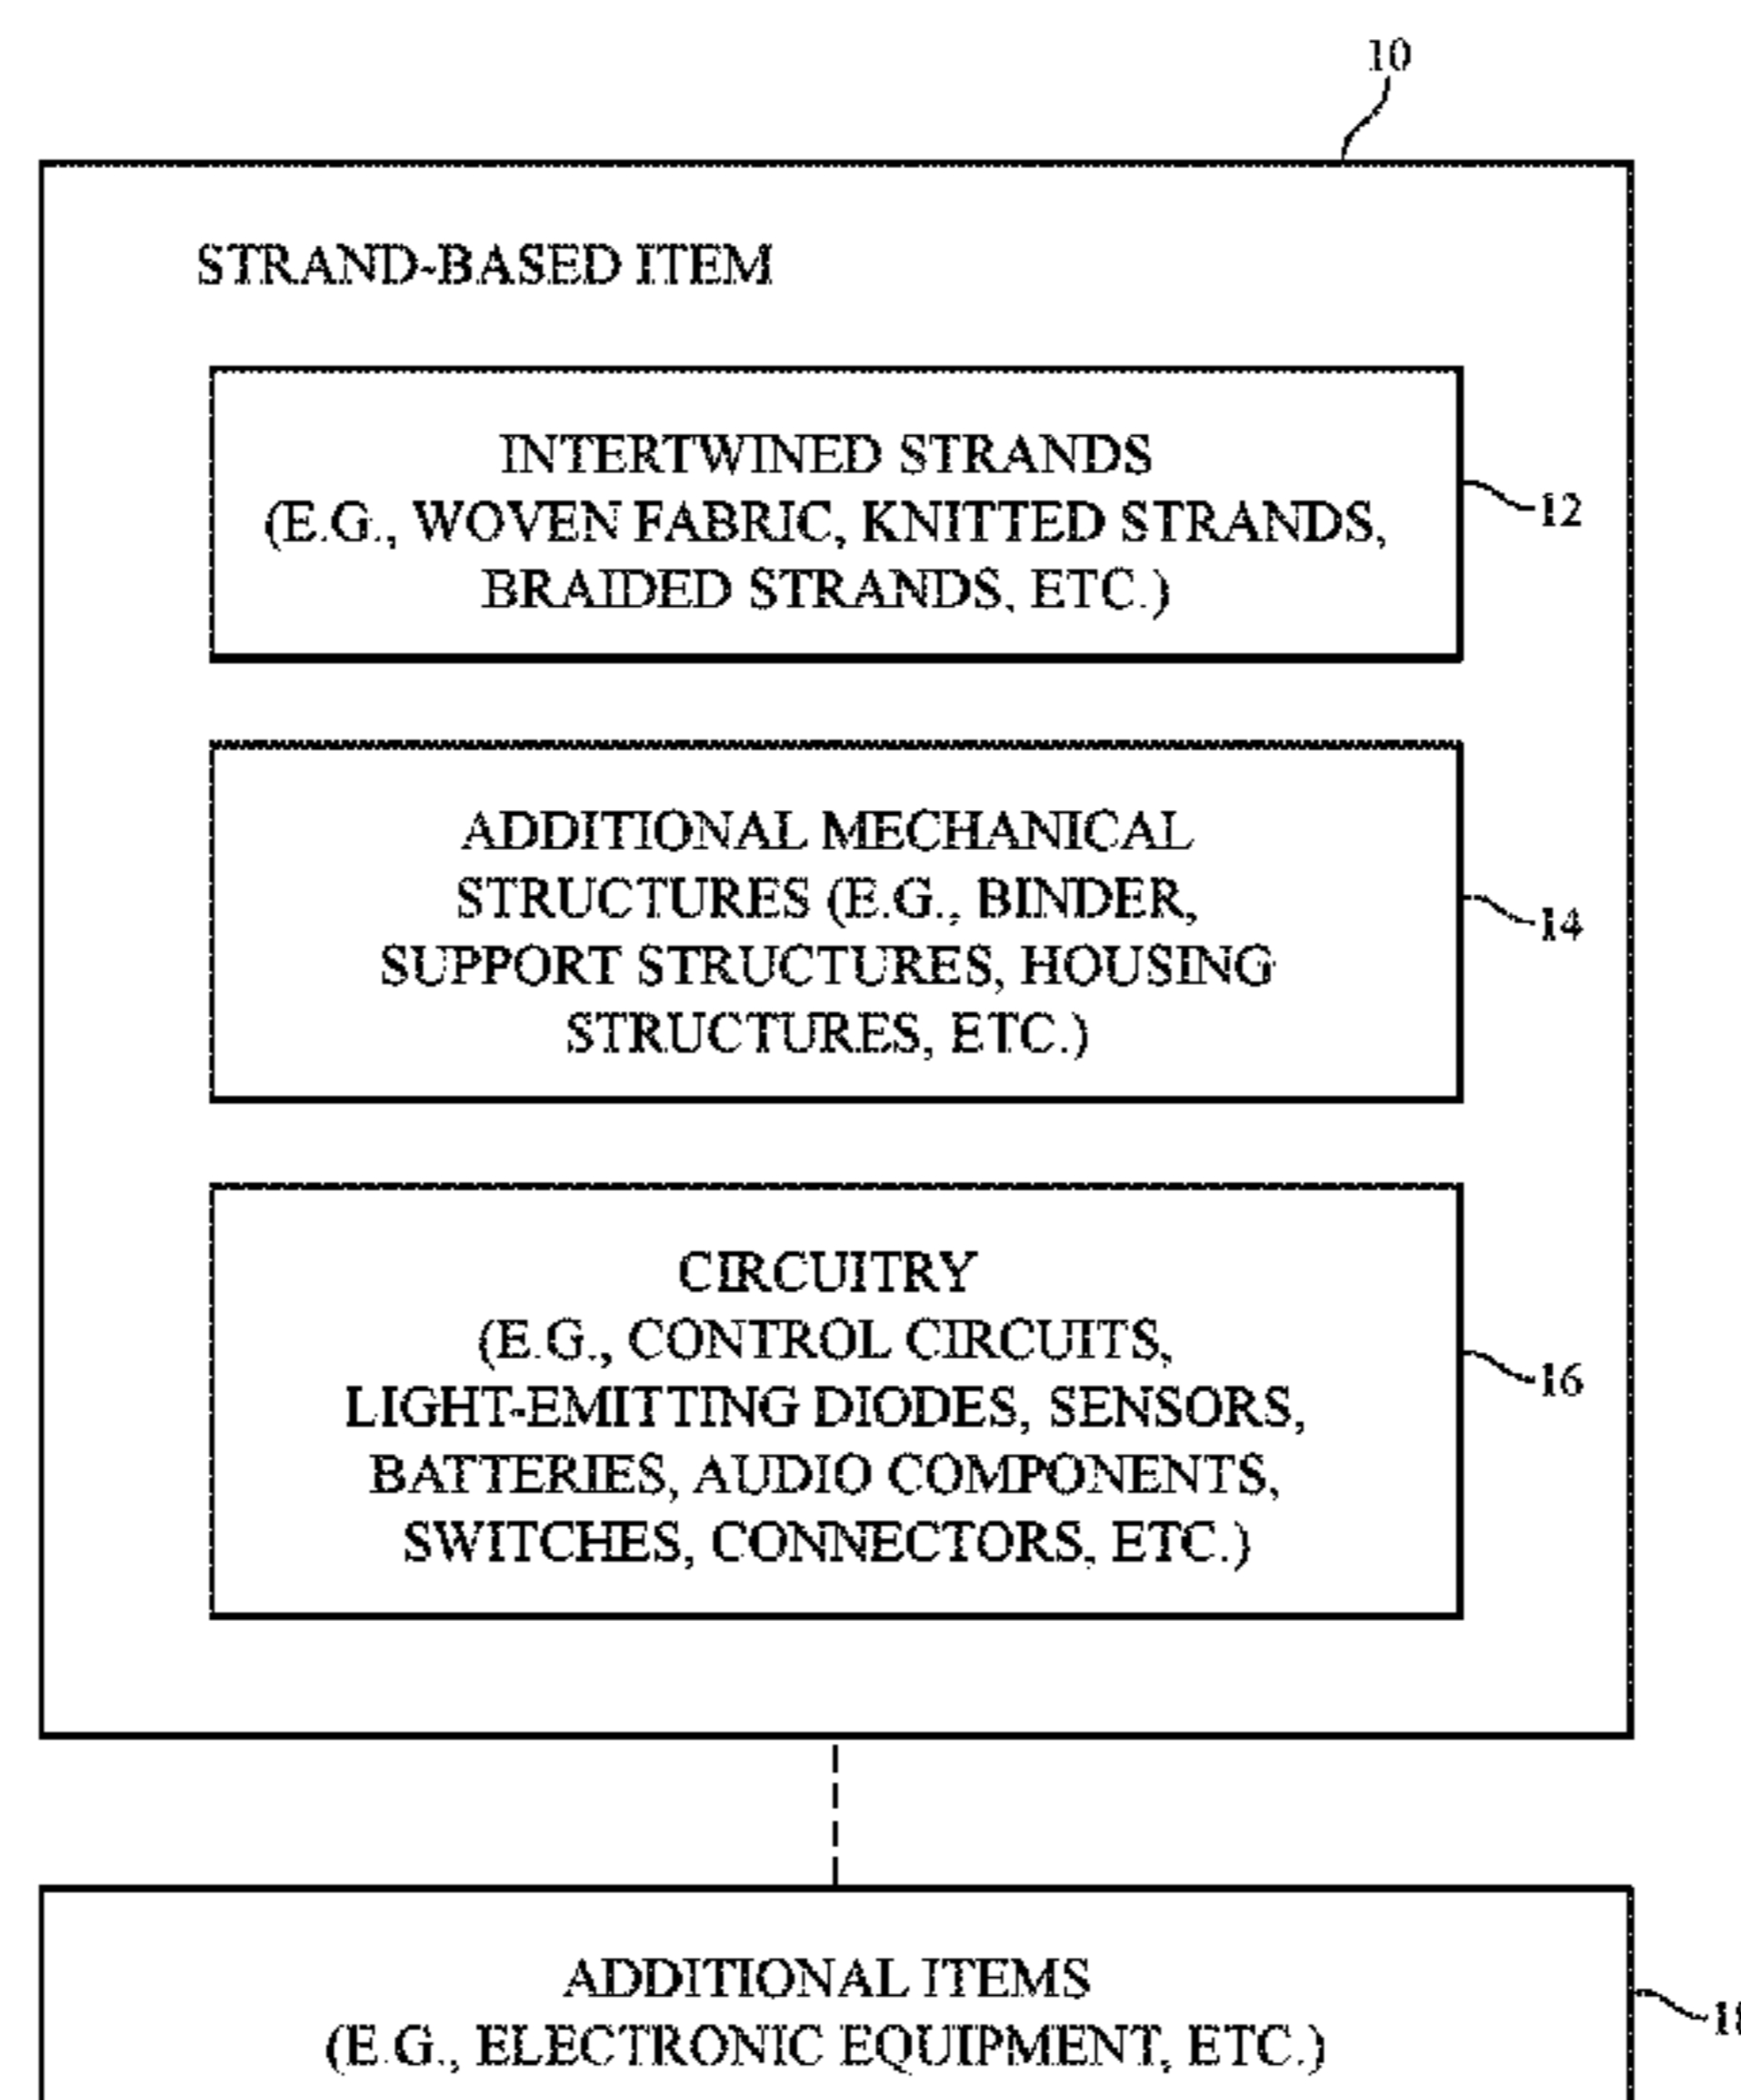 10
STRAND-BASED ITEM
INTERTWINED STRANDS
(E.G., WOVEN FABRIC, KNITTED STRANDS,
BRAIDED STRANDS, ETC.)
12
ADDITIONAL MECHANICAL
STRUCTURES (E.G., BINDER,
SUPPORT STRUCTURES, HOUSING
STRUCTURES, ETC.)
14
CIRCUITRY
(E.G., CONTROL CIRCUITS,
LIGHT-EMITTING DIODES, SENSORS,
BATTERIES, AUDIO COMPONENTS,
SWITCHES, CONNECTORS, ETC.)
16
ADDITIONAL ITEMS
(E.G., ELECTRONIC EQUIPMENT, ETC.)
18